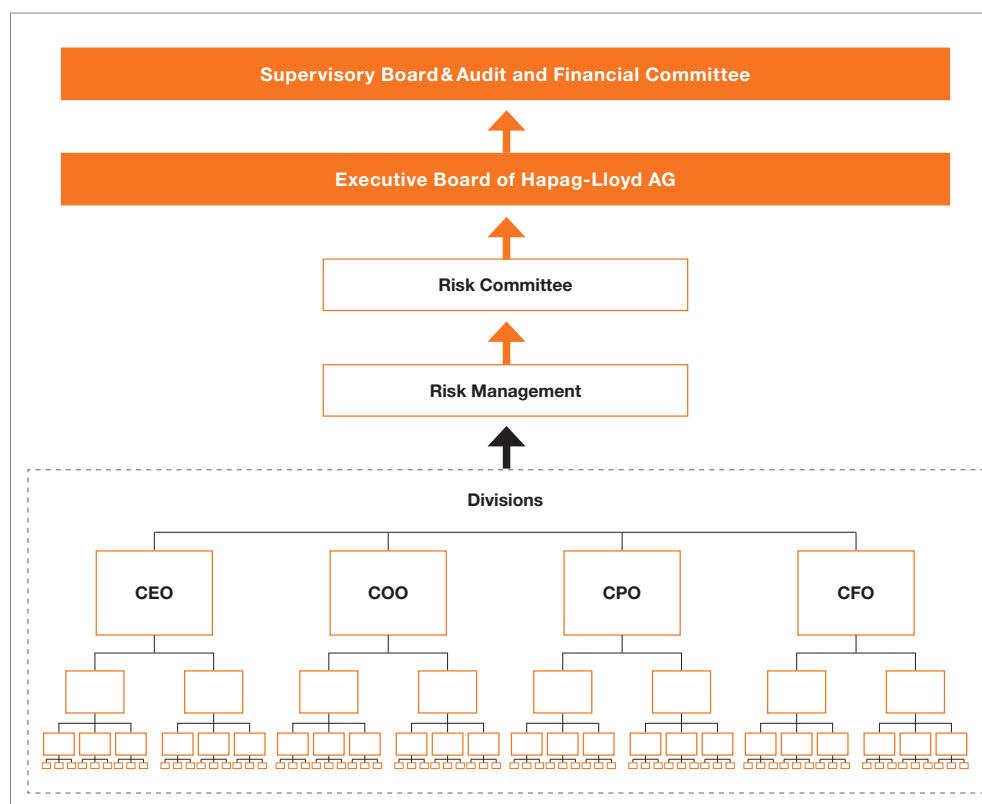 Supervisory Board & Audit and Financial Committee
Executive Board of Hapag-Lloyd AG
Risk Committee
Risk Management
Divisions
CEO
COO
CPO
CFO